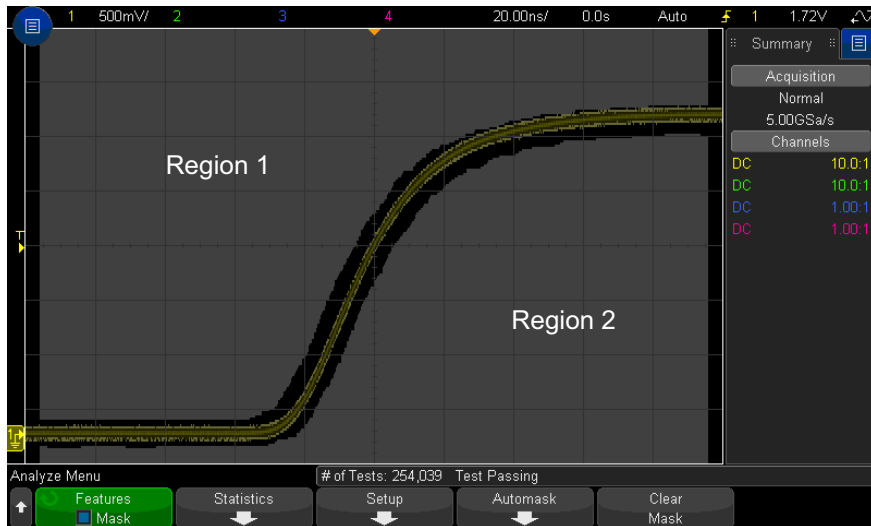 1 500mV/ 2 3 4 20.00ns/ 0.0s Auto 1 1.72V
Summary
Acquisition
Normal
5.00GSa/s
Channels
DC 10.0:1
DC 10.0:1
DC 1.00:1
DC 1.00:1
Region 1
T
Region 2
1
Analyze Menu
# of Tests: 254,039 Test Passing
Features
Mask
Statistics
Setup
Automask
Clear
Mask